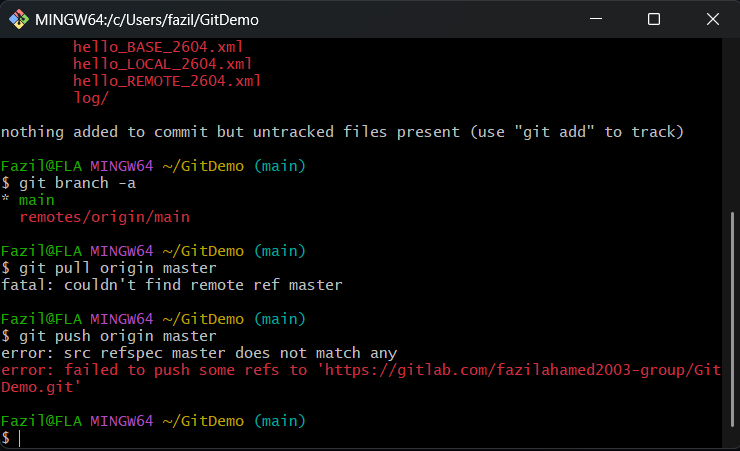 MINGW64:/c/Users/fazil/GitDemo
hello_BASE_2604.xml
hello_LOCAL_2604.xml
hello_REMOTE_2604.xml
log/
nothing added to commit but untracked files present (use "git add" to track)
Fazil@FLA MINGW64 ~/GitDemo (main)
$ git branch -a
* main
remotes/origin/main
Fazil@FLA MINGW64 ~/GitDemo (main)
$ git pull origin master
fatal: couldn't find remote ref master
Fazil@FLA MINGW64 ~/GitDemo (main)
$ git push origin master
error: src refspec master does not match any
error: failed to push some refs to 'https://gitlab.com/fazilahamed2003-group/Git
Demo.git'
Fazil@FLA MINGW64 ~/GitDemo (main)
$